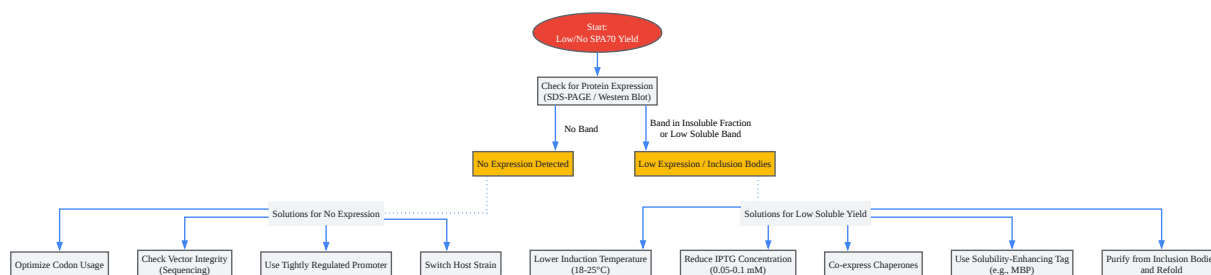 Start:
Low/No SPA70 Yield
Check for Protein Expression
(SDS-PAGE / Western Blot)
No Band
Band in Insoluble Fraction
or Low Soluble Band
No Expression Detected
Low Expression / Inclusion Bodies
Solutions for No Expression
Solutions for Low Soluble Yield
Optimize Codon Usage
Check Vector Integrity
(Sequencing)
Use Tightly Regulated Promoter
Switch Host Strain
Lower Induction Temperature
(18-25°C)
Reduce IPTG Concentration
(0.05-0.1 mM)
Co-express Chaperones
Use Solubility-Enhancing Tag
(e.g., MBP)
Purify from Inclusion Bodies
and Refold